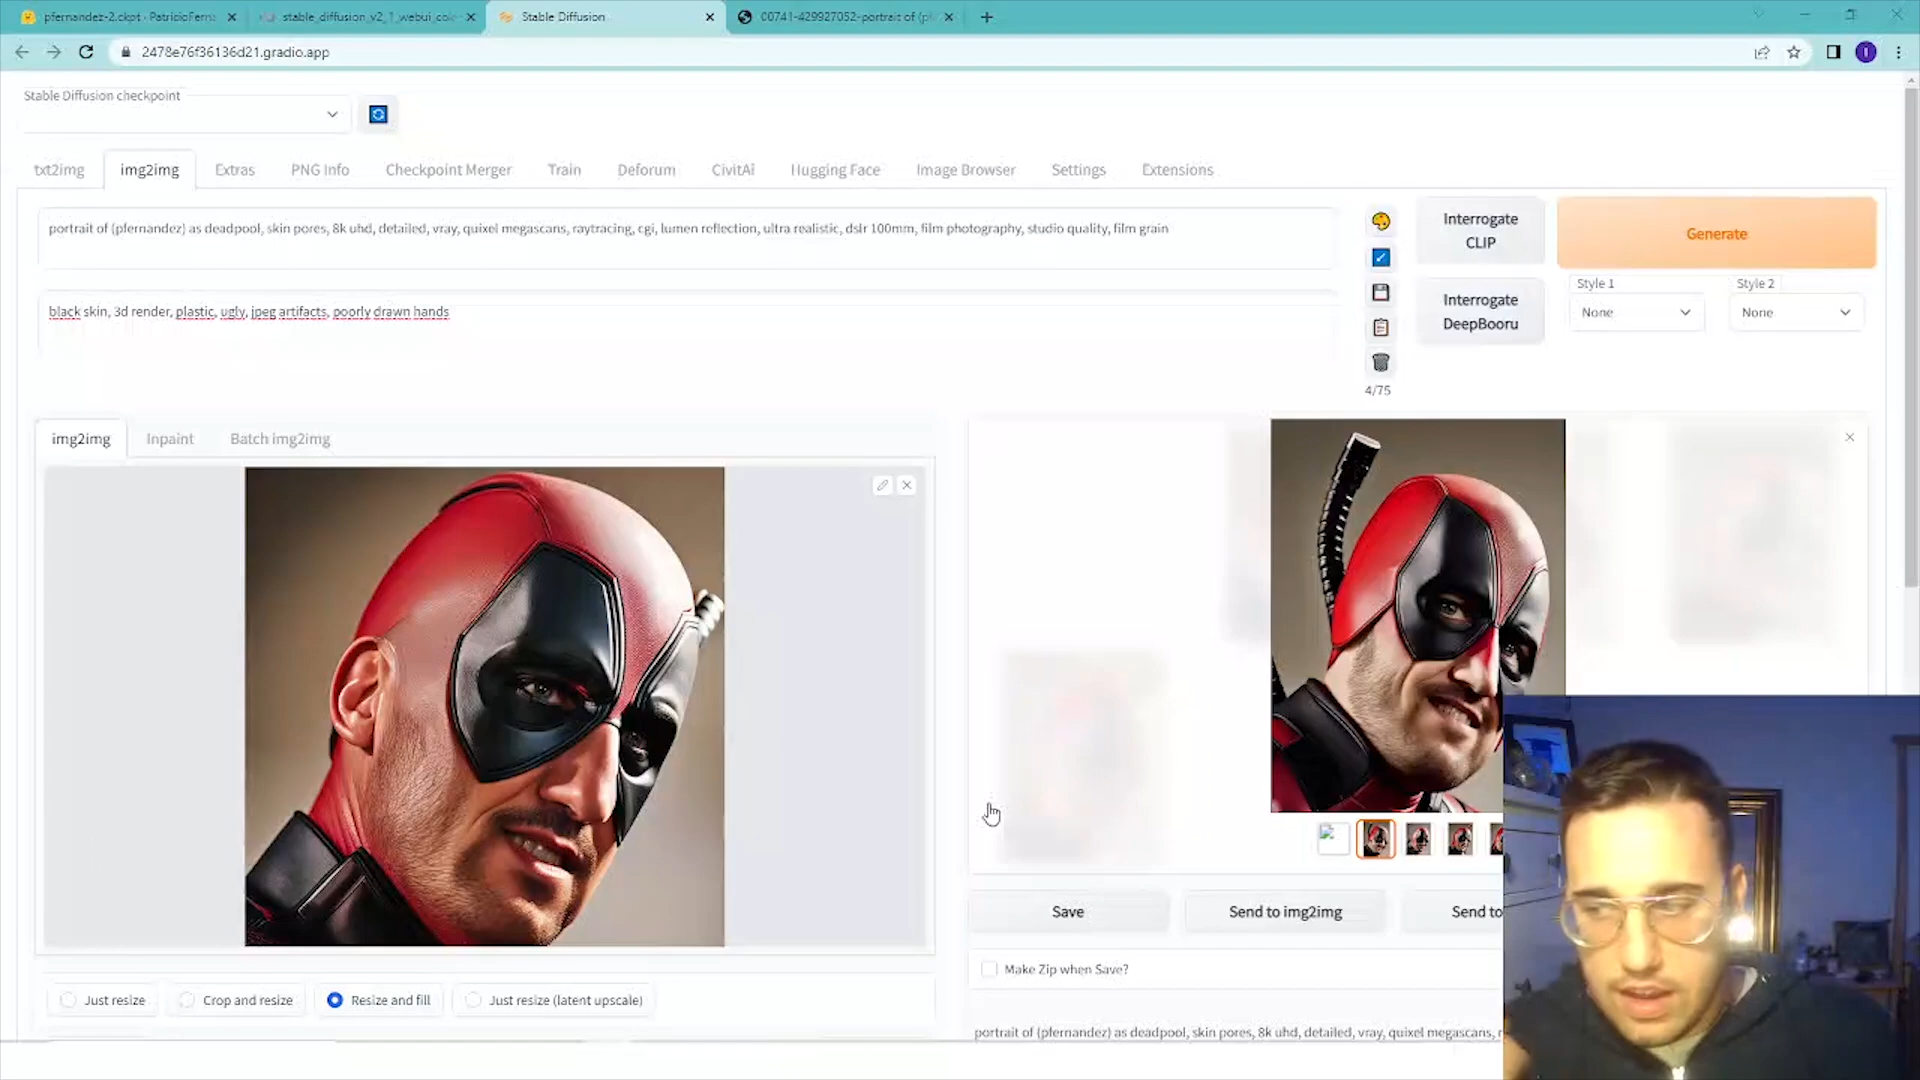 pfernandez-2.ckpt · PatricioFerna
stable_diffusion_v2_1_webui_col
Stable Diffusion
00741-429927052-portrait of (pf
2478e76f36136d21.gradio.app
Stable Diffusion checkpoint
txt2img
img2img
Extras
PNG Info
Checkpoint Merger
Train
Deforum
CivitAi
Hugging Face
Image Browser
Settings
Extensions
portrait of (pfernandez) as deadpool, skin pores, 8k uhd, detailed, vray, quixel megascans, raytracing, cgi, lumen reflection, ultra realistic, dslr 100mm, film photography, studio quality, film grain
black skin, 3d render, plastic, ugly, jpeg artifacts, poorly drawn hands
4/75
Interrogate
CLIP
Interrogate
DeepBooru
Generate
Style 1
None
Style 2
None
img2img
Inpaint
Batch img2img
Save
Send to img2img
Send to
Make Zip when Save?
Just resize
Crop and resize
Resize and fill
Just resize (latent upscale)
portrait of (pfernandez) as deadpool, skin pores, 8k uhd, detailed, vray, quixel megascans,